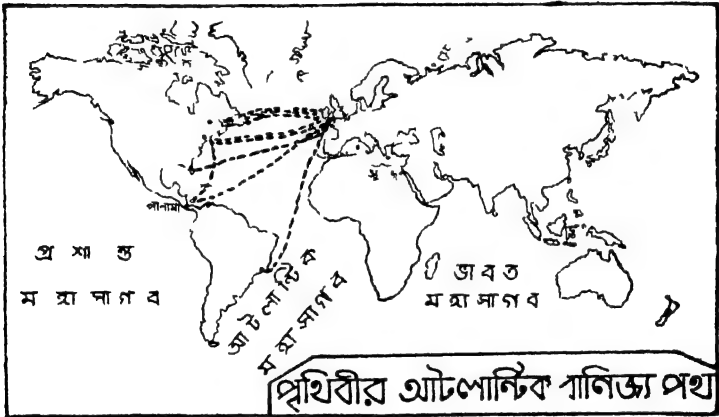 পানামা
প্রশান্ত
মহাসাগর
আটলান্টিক
মহাসাগর
ভারত
মহাসাগর
পৃথিবীর আটলান্টিক বাণিজ্য পথ